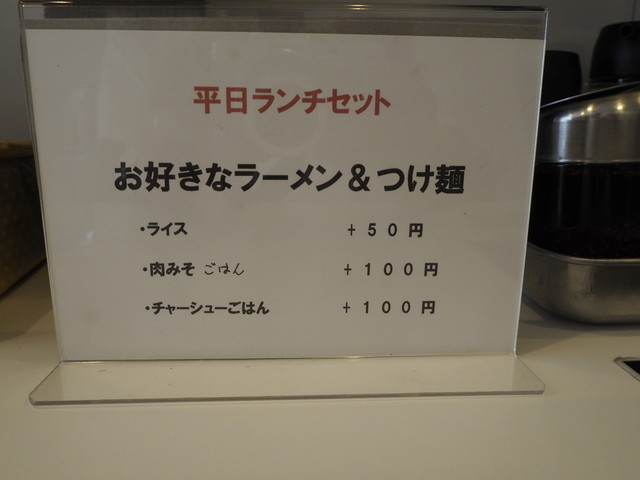 平日ランチセット
お好きなラーメン＆つけ麺
・ライス ＋５０円
・肉みそごはん ＋１００円
・チャーシューごはん ＋１００円